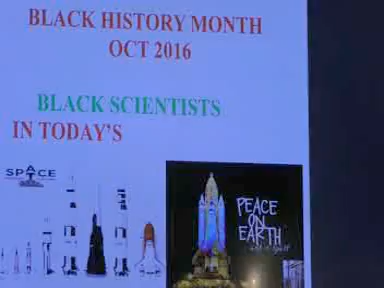 BLACK HISTORY MONTH
OCT 2016
BLACK SCIENTISTS
IN TODAY'S
SPACE
PEACE
ON
EARTH